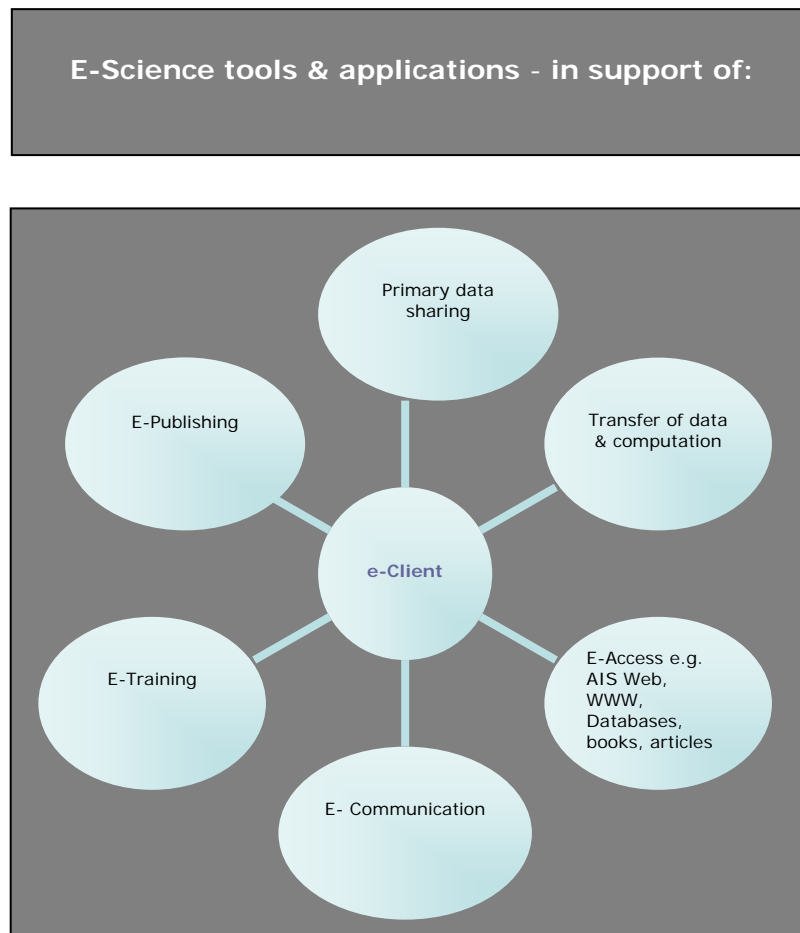 E-Science tools & applications - in support of:
Primary data
sharing
E-Publishing
Transfer of data
& computation
e-Client
E-Training
E-Access e.g.
AIS Web,
WWW,
Databases,
books, articles
E- Communication